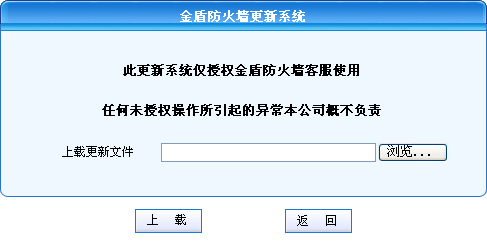 金盾防火墙更新系统
此更新系统仅授权金盾防火墙客服使用
任何未授权操作所引起的异常本公司概不负责
上载更新文件 浏览...
上 载 返 回